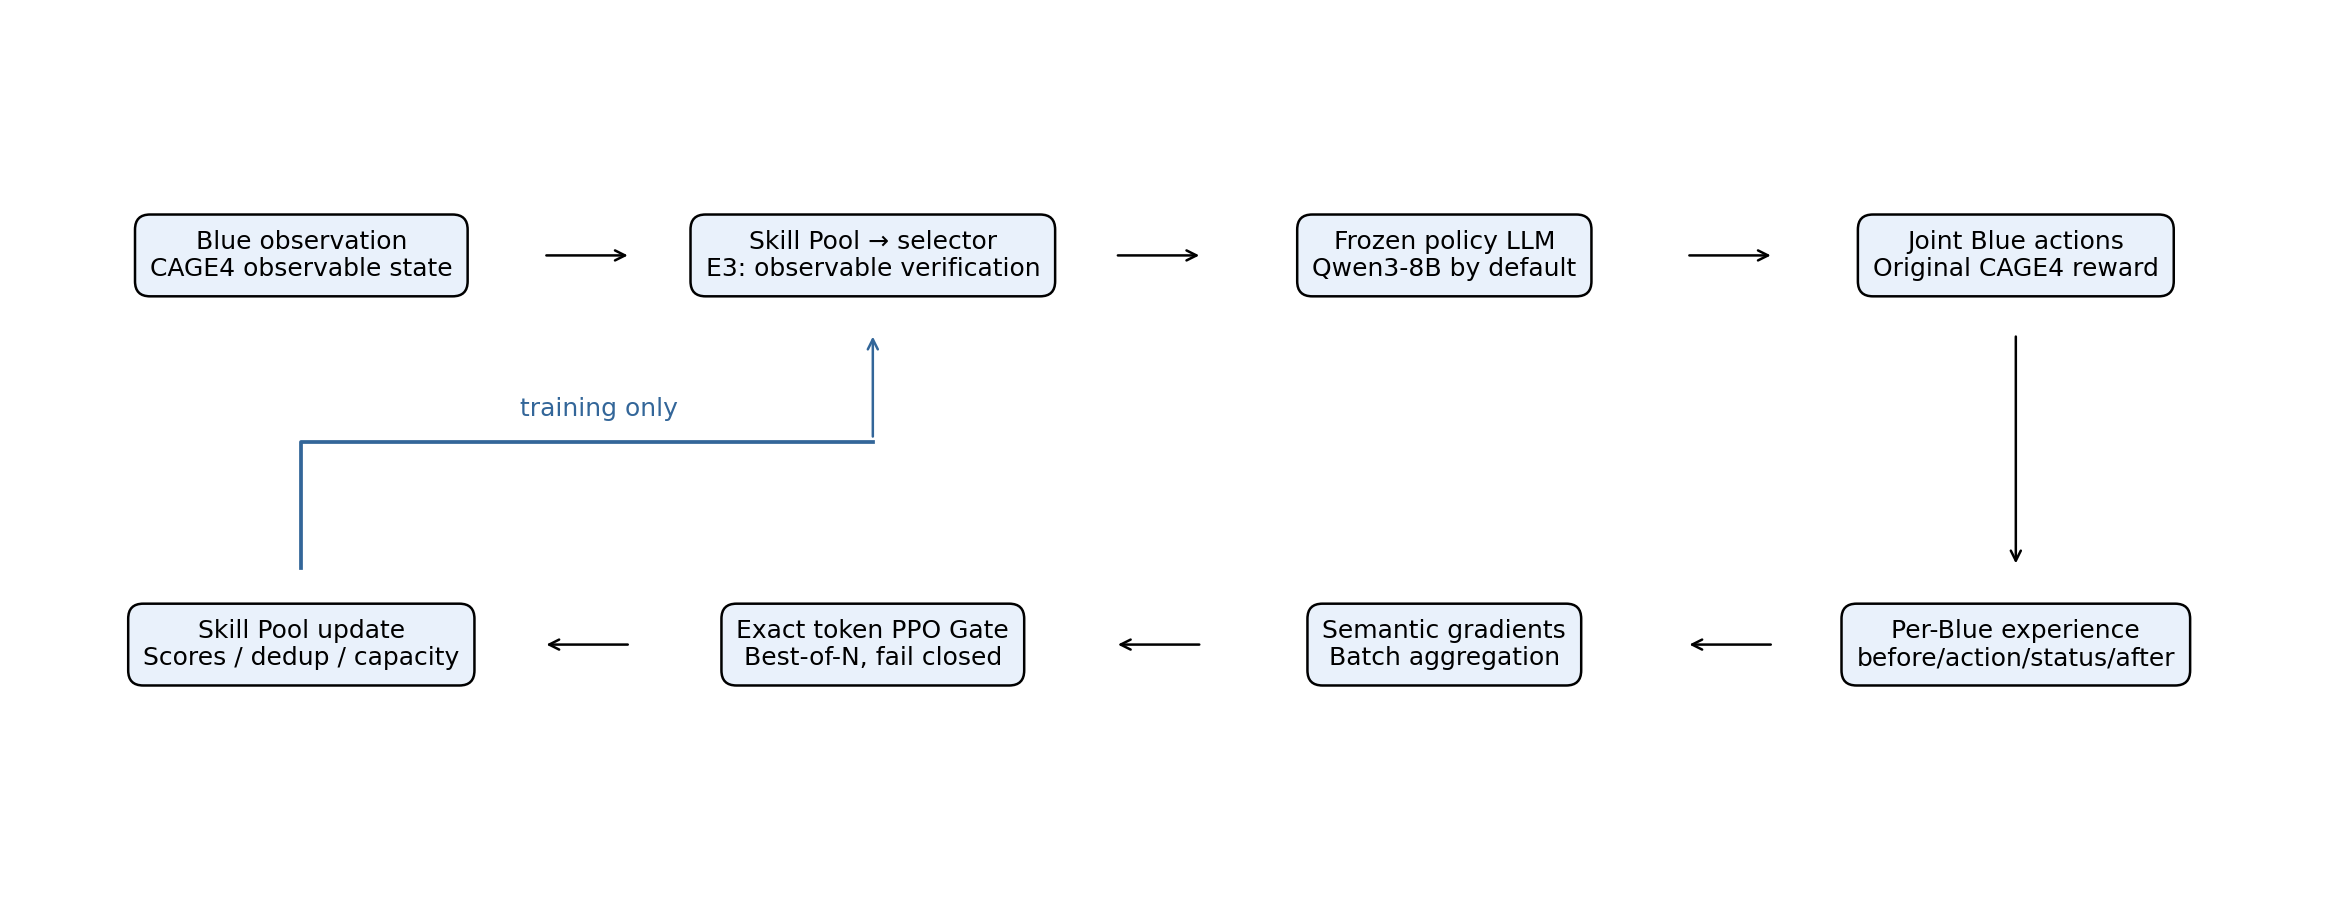 Blue observation
CAGE4 observable state
Skill Pool → selector
E3: observable verification
Frozen policy LLM
Qwen3-8B by default
Joint Blue actions
Original CAGE4 reward
training only
Skill Pool update
Scores / dedup / capacity
Exact token PPO Gate
Best-of-N, fail closed
Semantic gradients
Batch aggregation
Per-Blue experience
before/action/status/after